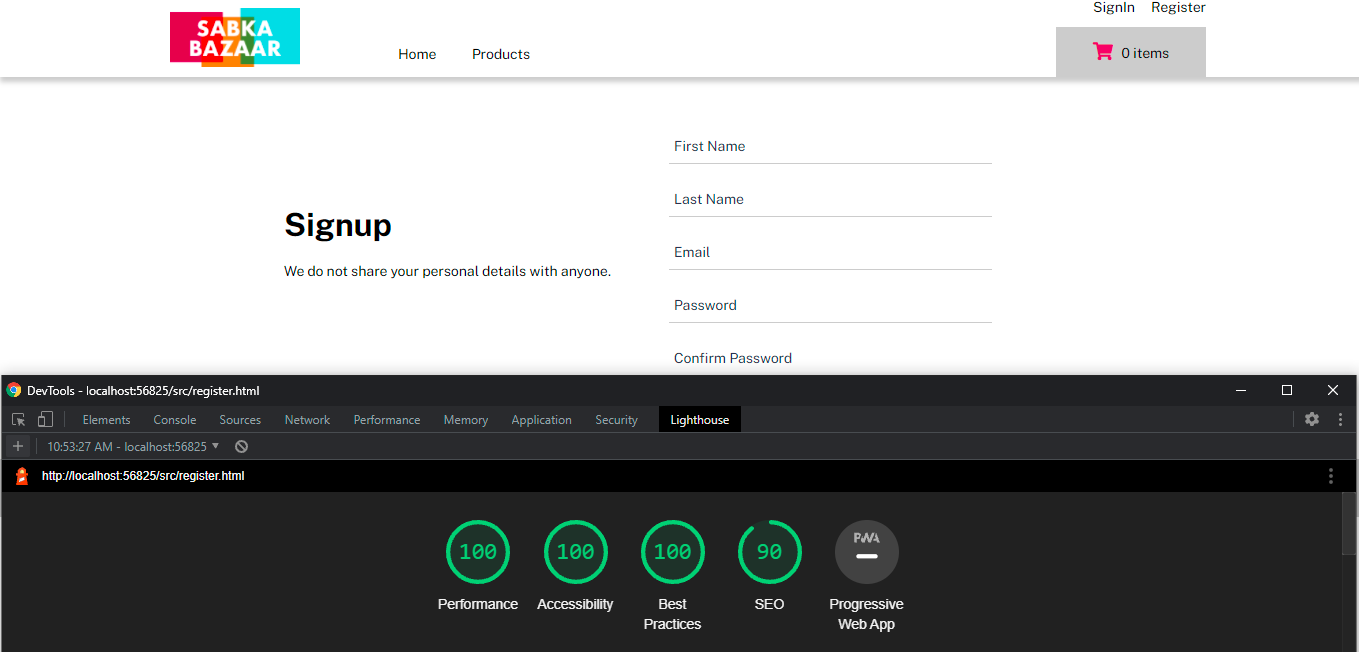 SignIn Register
SABKA
BAZAAR
Home Products
0 items
First Name
Last Name
Signup
Email
We do not share your personal details with anyone.
Password
Confirm Password
DevTools - localhost:56825/src/register.html
Elements Console Sources Network Performance Memory Application Security Lighthouse
10:53:27 AM - localhost:56825
http://localhost:56825/src/register.html
100 100 100 90 PWA
Performance Accessibility Best Practices SEO Progressive Web App